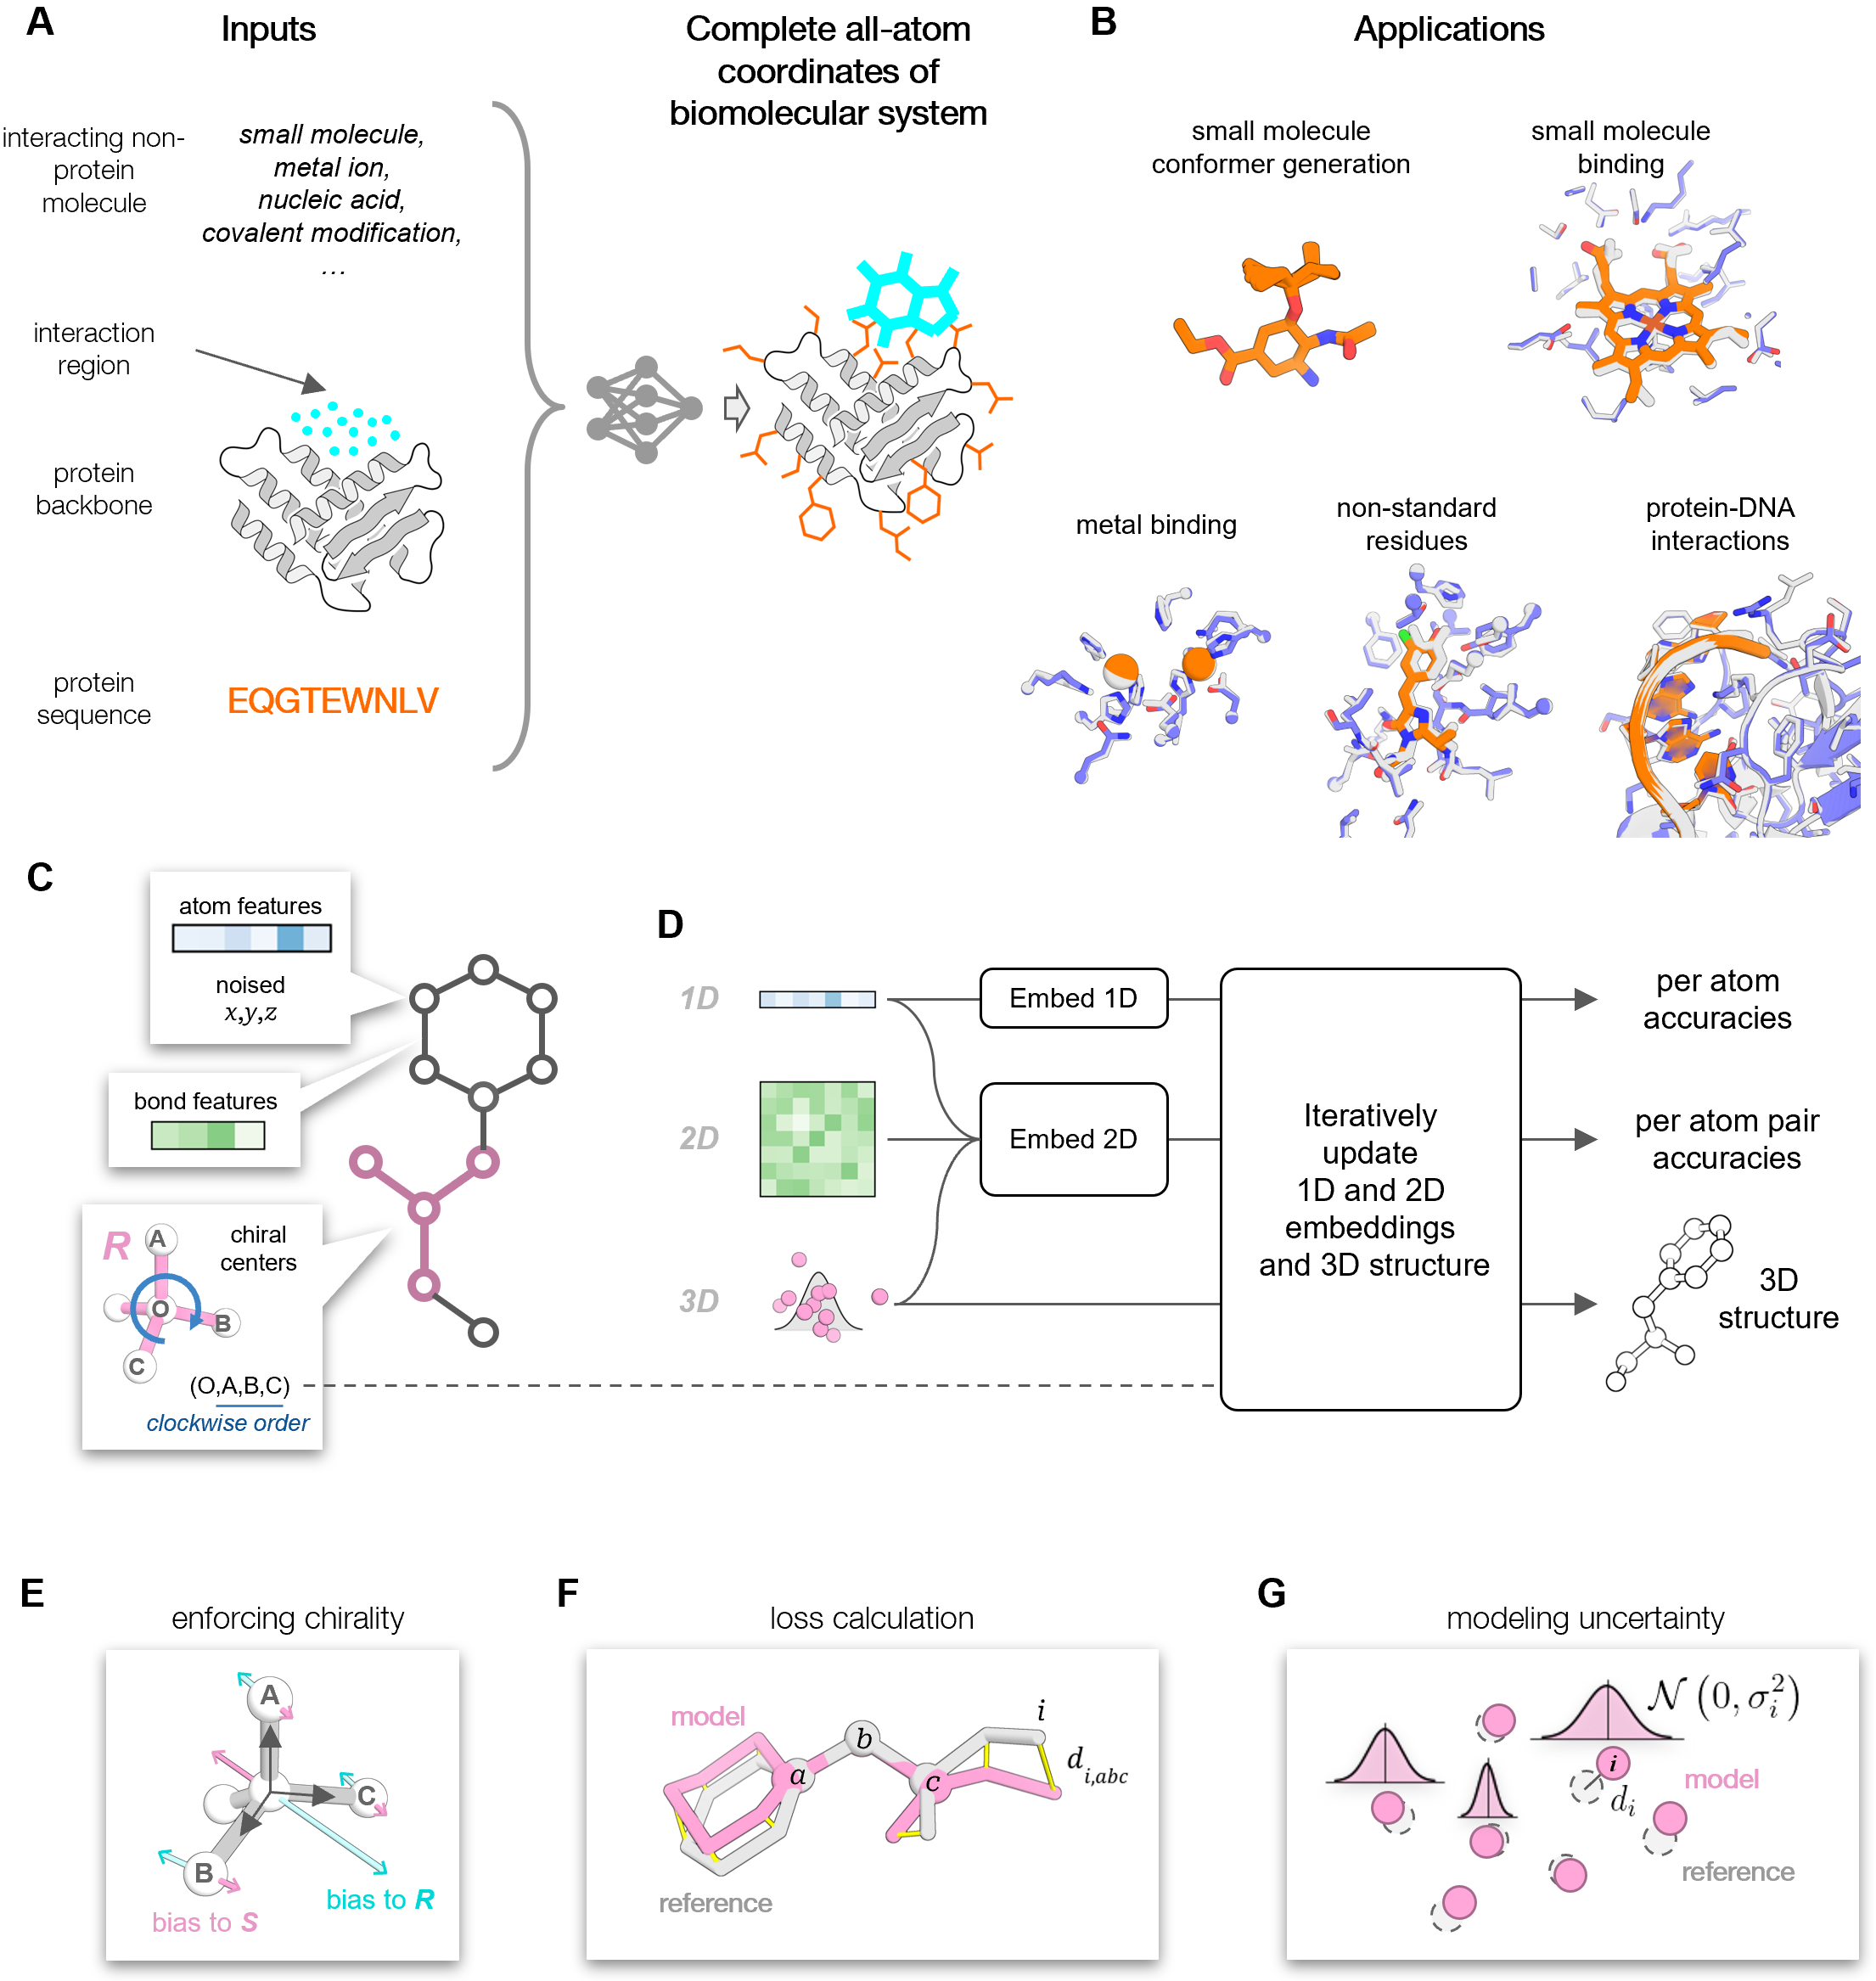 A
Inputs
Complete all-atom
coordinates of
biomolecular system
interacting non-
protein
molecule
small molecule,
metal ion,
nucleic acid,
covalent modification,
...
interaction
region
protein
backbone
protein
sequence
EQGTEWNLV
B
Applications
small molecule
conformer generation
small molecule
binding
metal binding
non-standard
residues
protein-DNA
interactions
C
atom features
noised
x,y,z
bond features
R
chiral
centers
A
O
B
C
(O,A,B,C)
clockwise order
D
1D
2D
3D
Embed 1D
Embed 2D
Iteratively
update
1D and 2D
embeddings
and 3D structure
per atom
accuracies
per atom pair
accuracies
3D
structure
E
enforcing chirality
A
C
B
bias to R
bias to S
F
loss calculation
model
a
b
c
i
d_{i,abc}
reference
G
modeling uncertainty
𝒩(0, σ_i^2)
i
d_i
model
reference